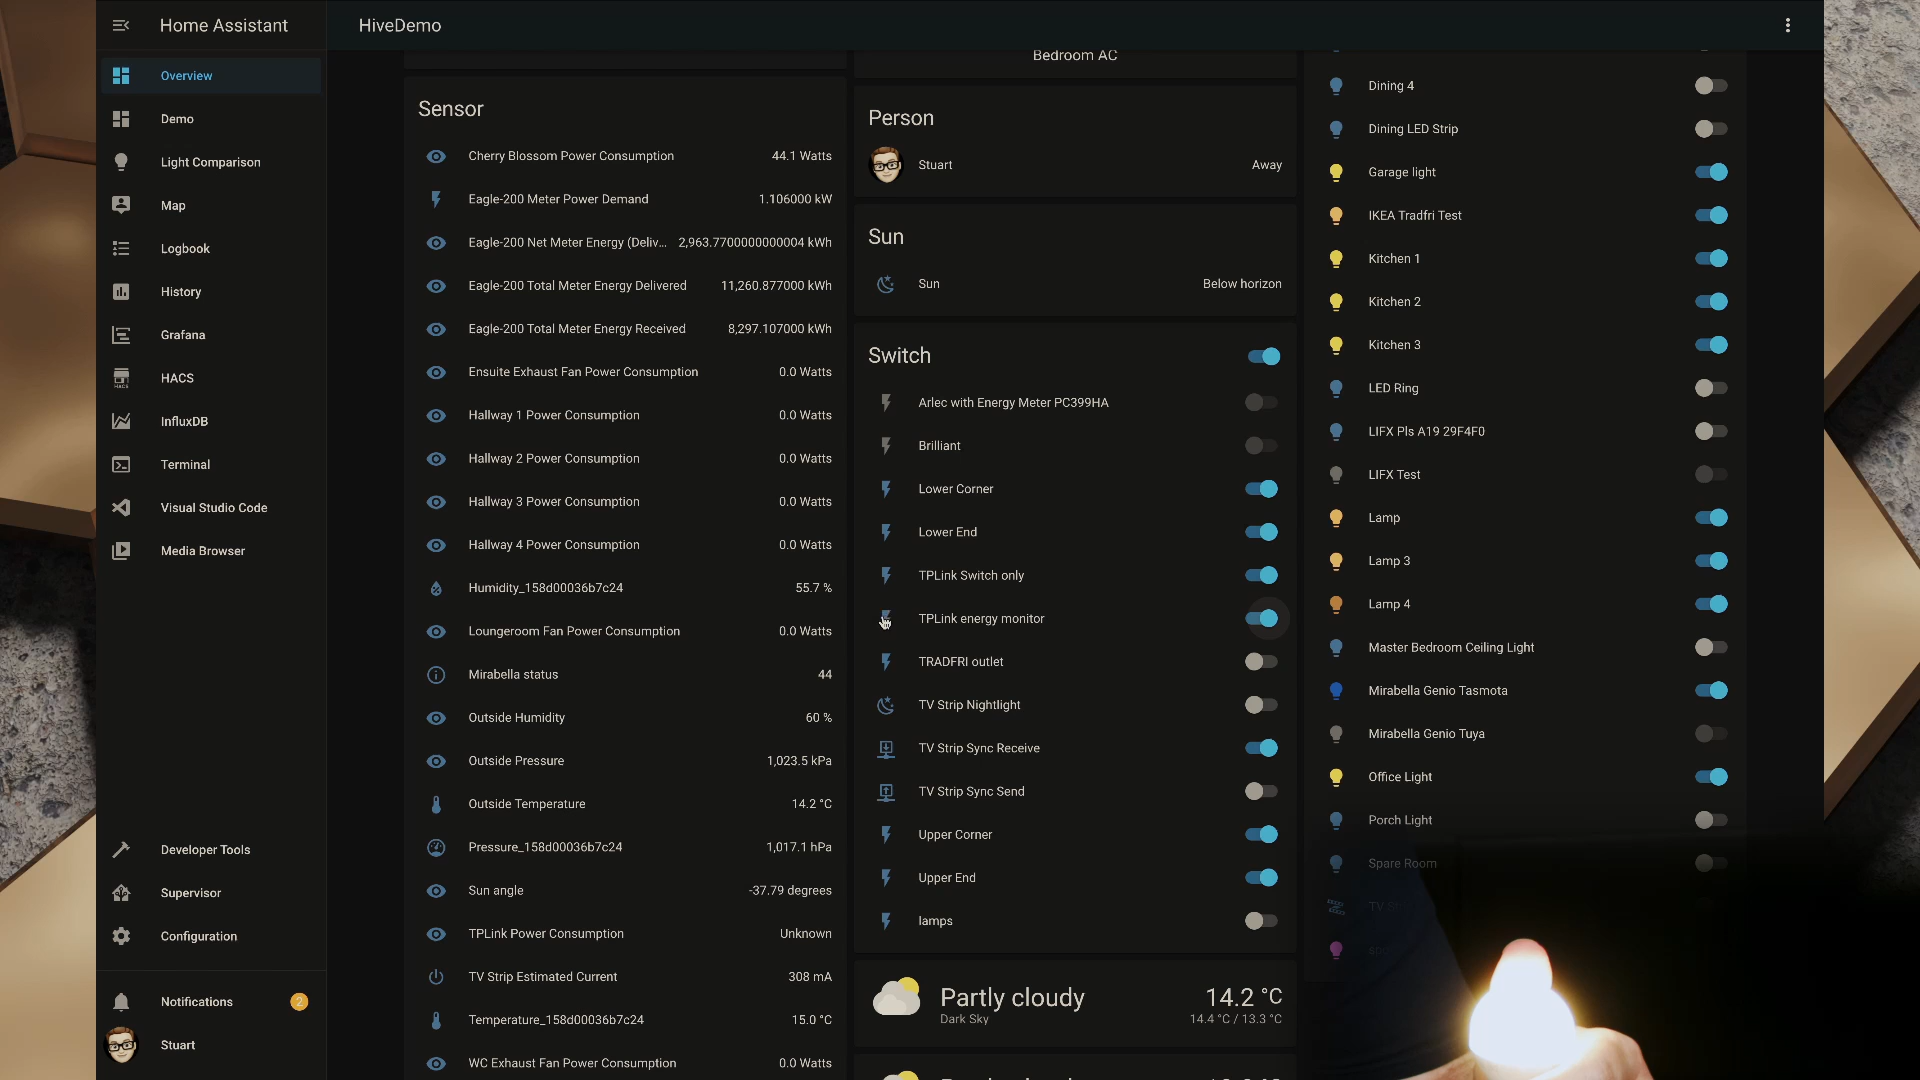 Home Assistant
HiveDemo
Overview
Demo
Light Comparison
Map
Logbook
History
Grafana
HACS
HACS
InfluxDB
Terminal
Visual Studio Code
Media Browser
Developer Tools
Supervisor
Configuration
Notifications 2
Stuart
Sensor
Cherry Blossom Power Consumption 44.1 Watts
Eagle-200 Meter Power Demand 1.106000 kW
Eagle-200 Net Meter Energy (Deliv... 2,963.7700000000004 kWh
Eagle-200 Total Meter Energy Delivered 11,260.877000 kWh
Eagle-200 Total Meter Energy Received 8,297.107000 kWh
Ensuite Exhaust Fan Power Consumption 0.0 Watts
Hallway 1 Power Consumption 0.0 Watts
Hallway 2 Power Consumption 0.0 Watts
Hallway 3 Power Consumption 0.0 Watts
Hallway 4 Power Consumption 0.0 Watts
Humidity_158d00036b7c24 55.7 %
Loungeroom Fan Power Consumption 0.0 Watts
Mirabella status 44
Outside Humidity 60 %
Outside Pressure 1,023.5 kPa
Outside Temperature 14.2 °C
Pressure_158d00036b7c24 1,017.1 hPa
Sun angle -37.79 degrees
TPLink Power Consumption Unknown
TV Strip Estimated Current 308 mA
Temperature_158d00036b7c24 15.0 °C
WC Exhaust Fan Power Consumption 0.0 Watts
Bedroom AC
Person
Stuart Away
Sun
Sun Below horizon
Switch
Arlec with Energy Meter PC399HA
Brilliant
Lower Corner
Lower End
TPLink Switch only
TPLink energy monitor
TRADFRI outlet
TV Strip Nightlight
TV Strip Sync Receive
TV Strip Sync Send
Upper Corner
Upper End
lamps
Partly cloudy 14.2 °C
Dark Sky 14.4 °C / 13.3 °C
Dining 4
Dining LED Strip
Garage light
IKEA Tradfri Test
Kitchen 1
Kitchen 2
Kitchen 3
LED Ring
LIFX Pls A19 29F4F0
LIFX Test
Lamp
Lamp 3
Lamp 4
Master Bedroom Ceiling Light
Mirabella Genio Tasmota
Mirabella Genio Tuya
Office Light
Porch Light
Spare Room
TV